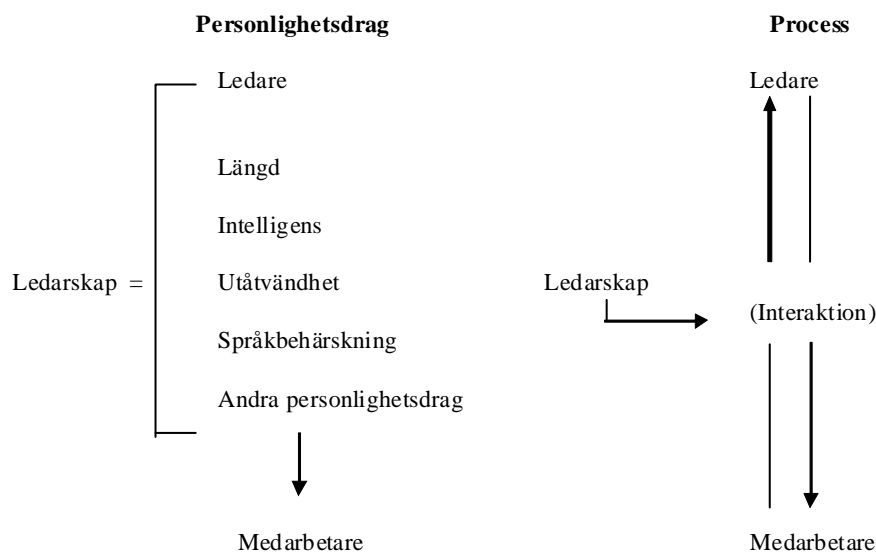 Personlighetsdrag
Ledare
Längd
Intelligens
Ledarskap = Utåtvändhet
Språkbehärskning
Andra personlighetsdrag
Medarbetare
Process
Ledare
Ledarskap
(Interaktion)
Medarbetare